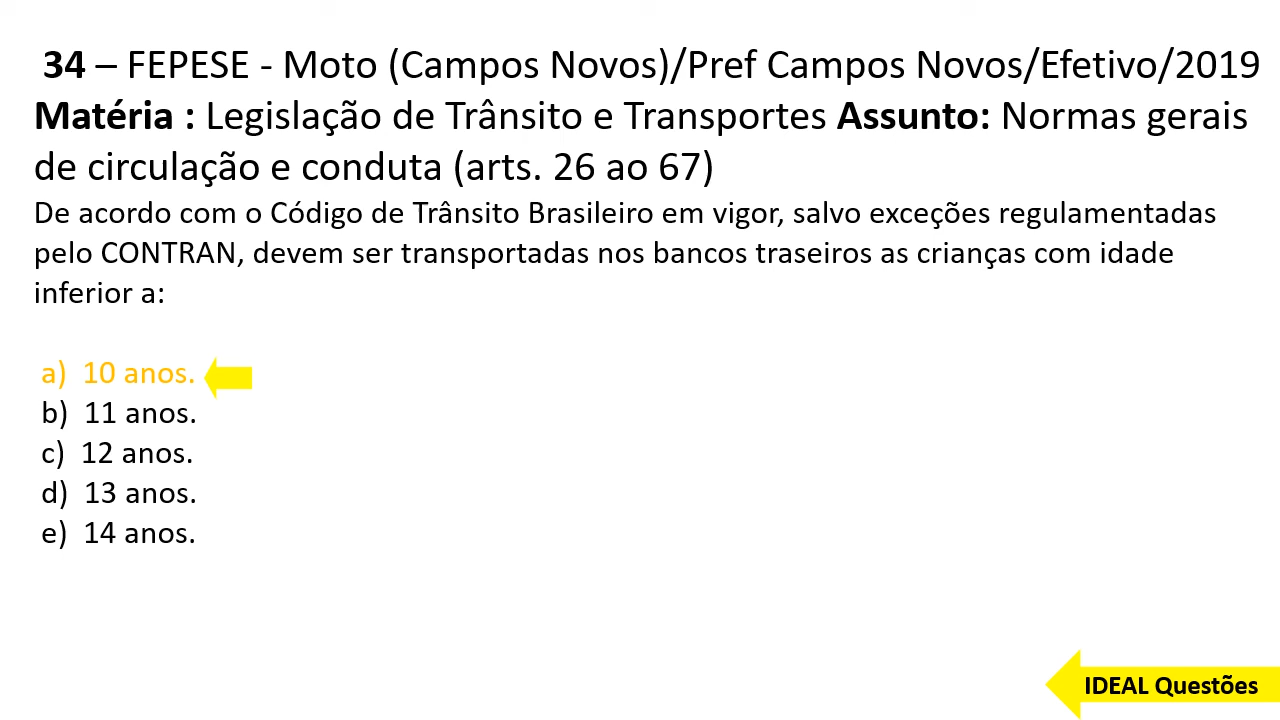 34 – FEPESE - Moto (Campos Novos)/Pref Campos Novos/Efetivo/2019
Matéria : Legislação de Trânsito e Transportes Assunto: Normas gerais
de circulação e conduta (arts. 26 ao 67)
De acordo com o Código de Trânsito Brasileiro em vigor, salvo exceções regulamentadas
pelo CONTRAN, devem ser transportadas nos bancos traseiros as crianças com idade
inferior a:
a) 10 anos.
b) 11 anos.
c) 12 anos.
d) 13 anos.
e) 14 anos.
IDEAL Questões